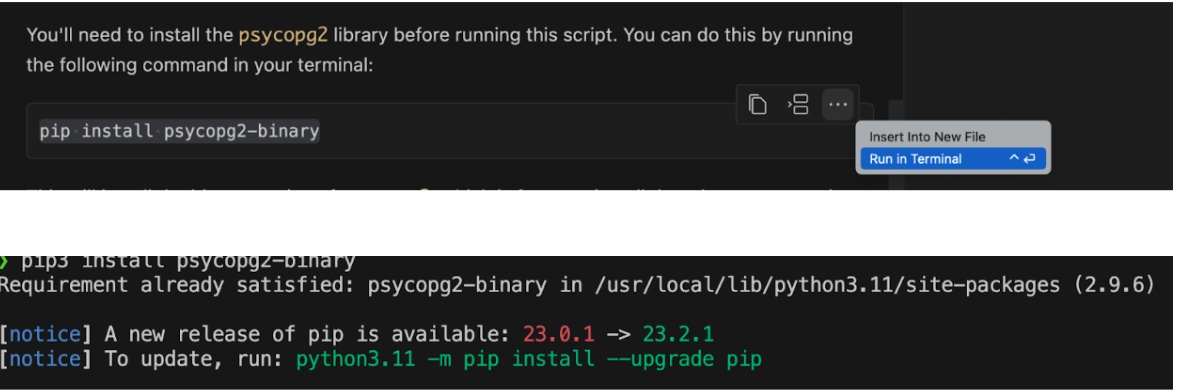 You'll need to install the psycopg2 library before running this script. You can do this by running
the following command in your terminal:
pip install psycopg2-binary
Insert Into New File
Run in Terminal ^ ↩
❯ pip3 install psycopg2-binary
Requirement already satisfied: psycopg2-binary in /usr/local/lib/python3.11/site-packages (2.9.6)
[notice] A new release of pip is available: 23.0.1 -> 23.2.1
[notice] To update, run: python3.11 -m pip install --upgrade pip